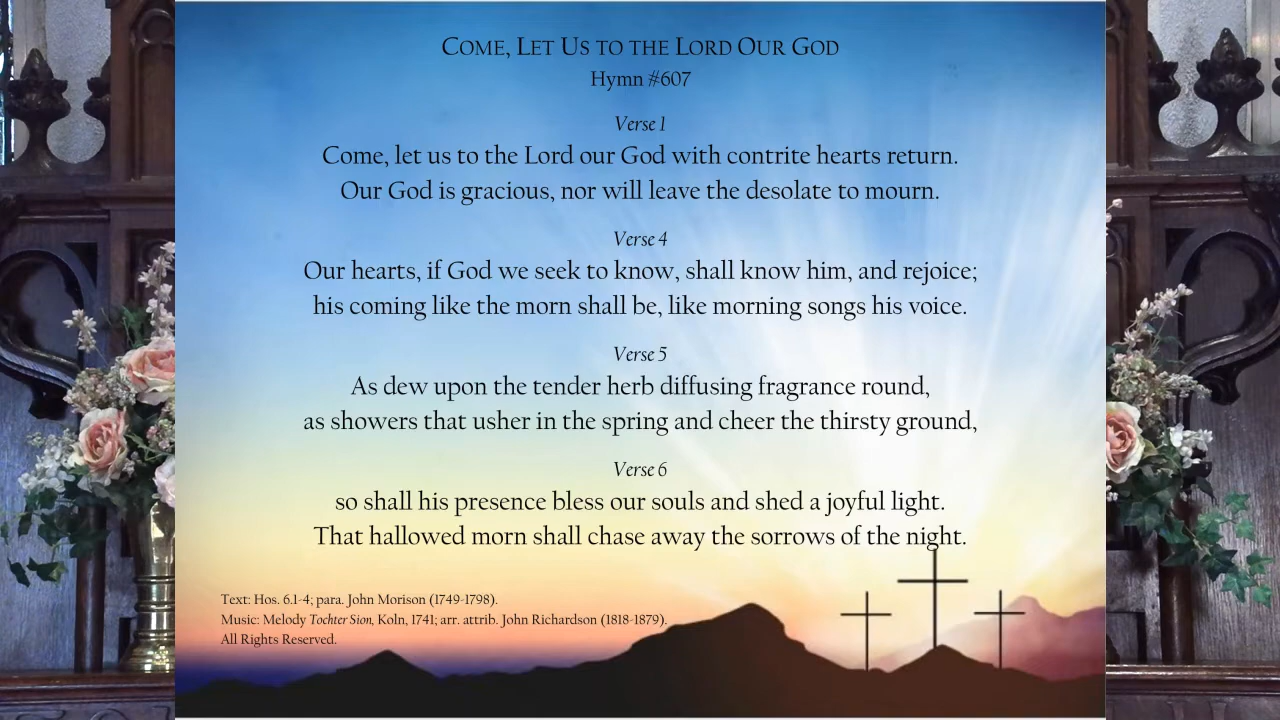 Come, Let Us to the Lord Our God
Hymn #607
Verse 1
Come, let us to the Lord our God with contrite hearts return.
Our God is gracious, nor will leave the desolate to mourn.
Verse 4
Our hearts, if God we seek to know, shall know him, and rejoice;
his coming like the morn shall be, like morning songs his voice.
Verse 5
As dew upon the tender herb diffusing fragrance round,
as showers that usher in the spring and cheer the thirsty ground,
Verse 6
so shall his presence bless our souls and shed a joyful light.
That hallowed morn shall chase away the sorrows of the night.
Text: Hos. 6.1-4; para. John Morison (1749-1798).
Music: Melody Tochter Sion, Koln, 1741; arr. attrib. John Richardson (1818-1879).
All Rights Reserved.